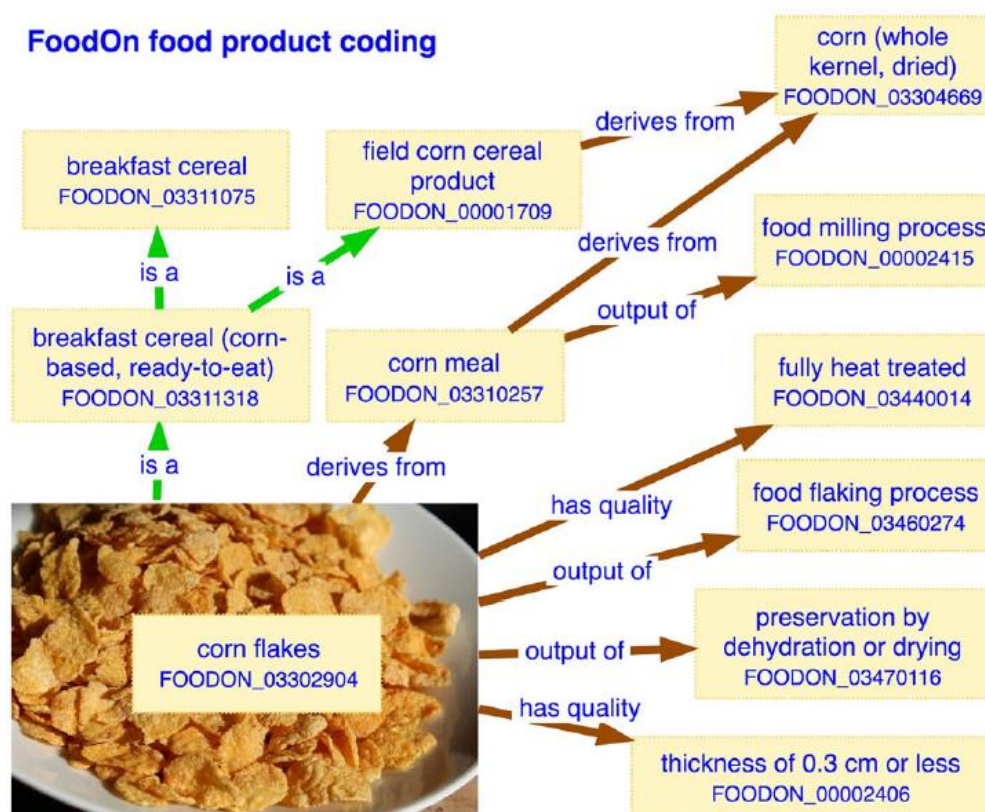 FoodOn food product coding
corn (whole
kernel, dried)
FOODON_03304669
derives from
breakfast cereal
FOODON_03311075
field corn cereal
product
FOODON_00001709
derives from
food milling process
FOODON_00002415
is a
is a
output of
breakfast cereal (corn-
based, ready-to-eat)
FOODON_03311318
corn meal
FOODON_03310257
fully heat treated
FOODON_03440014
is a
derives from
has quality
food flaking process
FOODON_03460274
output of
corn flakes
FOODON_03302904
output of
preservation by
dehydration or drying
FOODON_03470116
has quality
thickness of 0.3 cm or less
FOODON_00002406